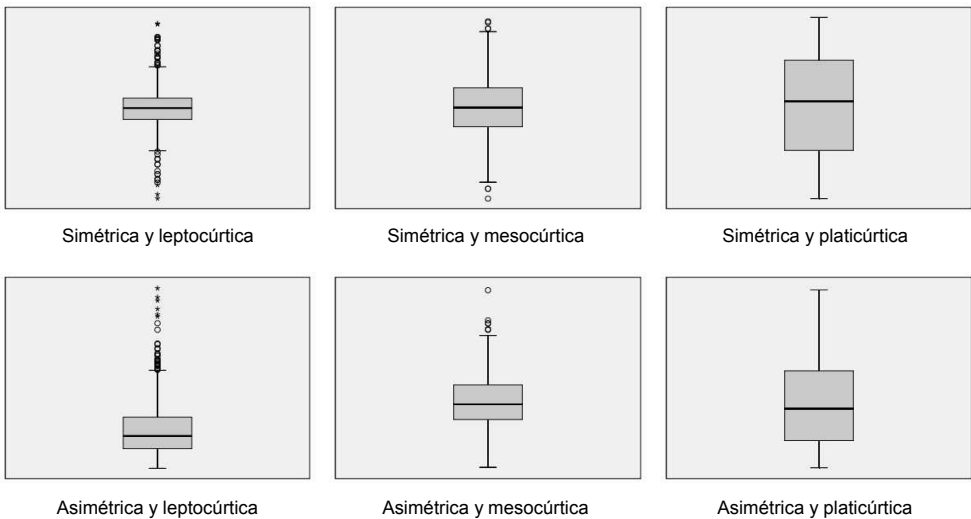 Simétrica y leptocúrtica
Simétrica y mesocúrtica
Simétrica y platicúrtica
Asimétrica y leptocúrtica
Asimétrica y mesocúrtica
Asimétrica y platicúrtica